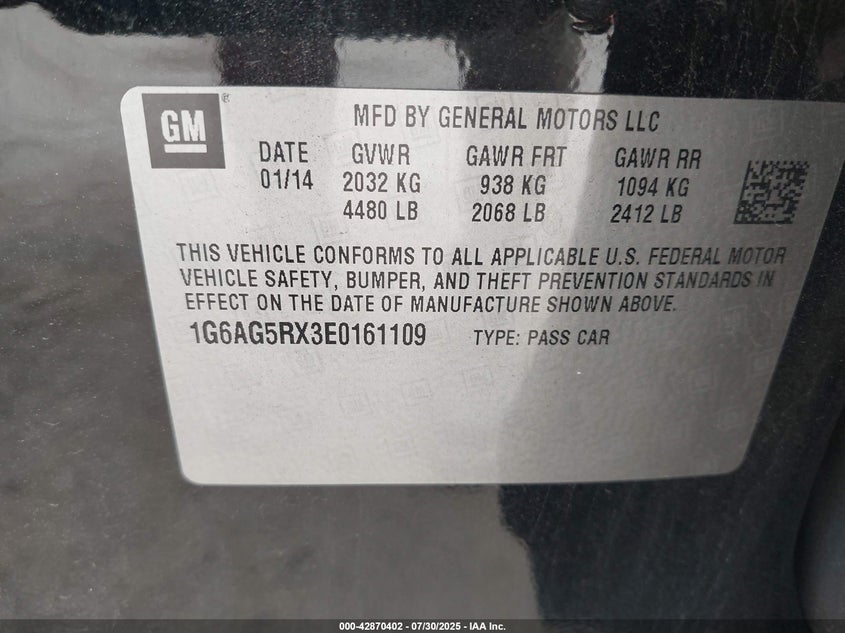 GM®
MFD BY GENERAL MOTORS LLC
DATE GVWR GAWR FRT GAWR RR
01/14 2032 KG 938 KG 1094 KG
4480 LB 2068 LB 2412 LB
THIS VEHICLE CONFORMS TO ALL APPLICABLE U.S. FEDERAL MOTOR
VEHICLE SAFETY, BUMPER, AND THEFT PREVENTION STANDARDS IN
EFFECT ON THE DATE OF MANUFACTURE SHOWN ABOVE.
1G6AG5RX3E0161109 TYPE: PASS CAR
000-42870402 - 07/30/2025 - IAA Inc.